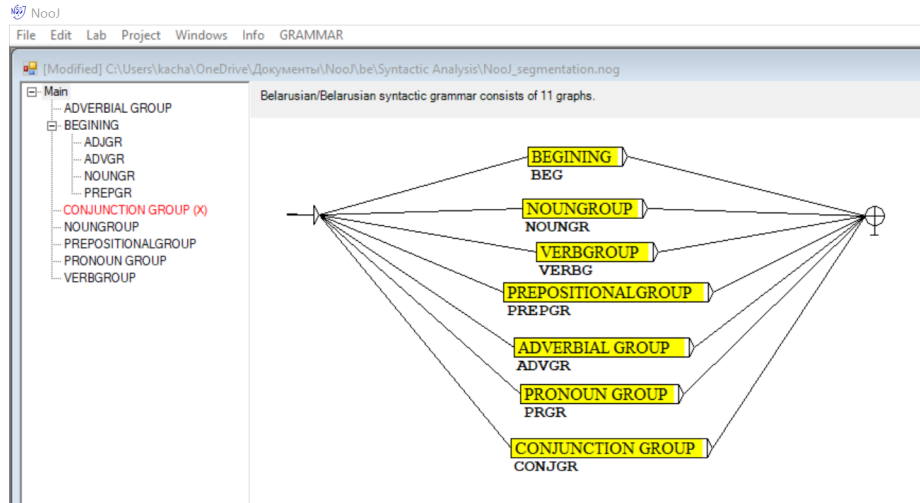 NooJ
File Edit Lab Project Windows Info GRAMMAR
[Modified] C:\Users\kacha\OneDrive\Документы\NooJ\be\Syntactic Analysis\NooJ_segmentation.nog
Main
ADVERBIAL GROUP
BEGINING
ADJGR
ADVGR
NOUNGR
PREPGR
CONJUNCTION GROUP (X)
NOUNGROUP
PREPOSITIONALGROUP
PRONOUN GROUP
VERBGROUP
Belarusian/Belarusian syntactic grammar consists of 11 graphs.
BEGINING
BEG
NOUNGROUP
NOUNGR
VERBGROUP
VERBG
PREPOSITIONALGROUP
PREPGR
ADVERBIAL GROUP
ADVGR
PRONOUN GROUP
PRGR
CONJUNCTION GROUP
CONJGR